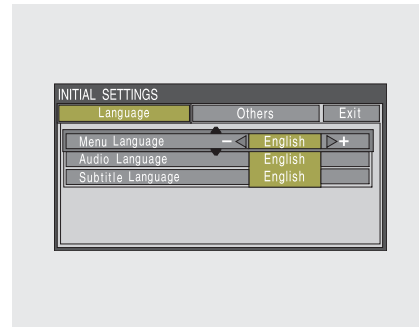 INITIAL SETTINGS
Language Others Exit
Menu Language − English +
Audio Language English
Subtitle Language English